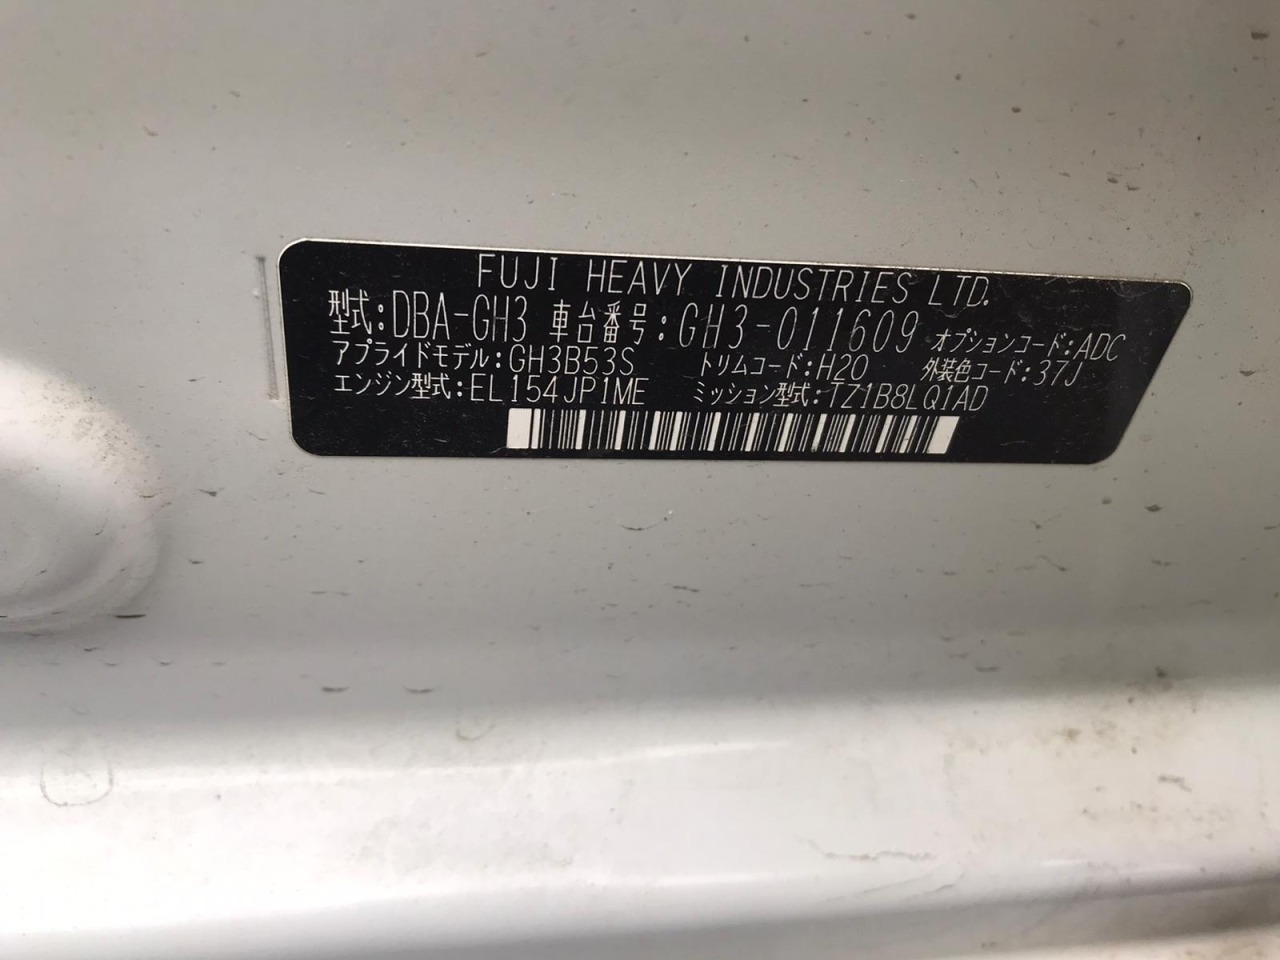 FUJI HEAVY INDUSTRIES LTD.
型式:DBA-GH3 車台番号:GH3-011609 オプションコード:ADC
アプライドモデル:GH3B53S トリムコード:H20 外装色コード:37J
エンジン型式:EL154JP1ME ミッション型式:TZ1B8LQ1AD